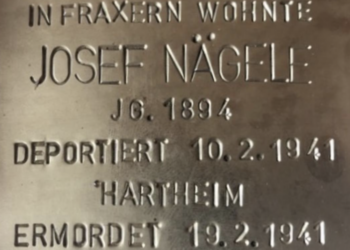 IN FRAXERN WOHNTE
JOSEF NÄGELE
JG. 1894
DEPORTIERT 10.2.1941
HARTHEIM
ERMORDET 19.2.1941